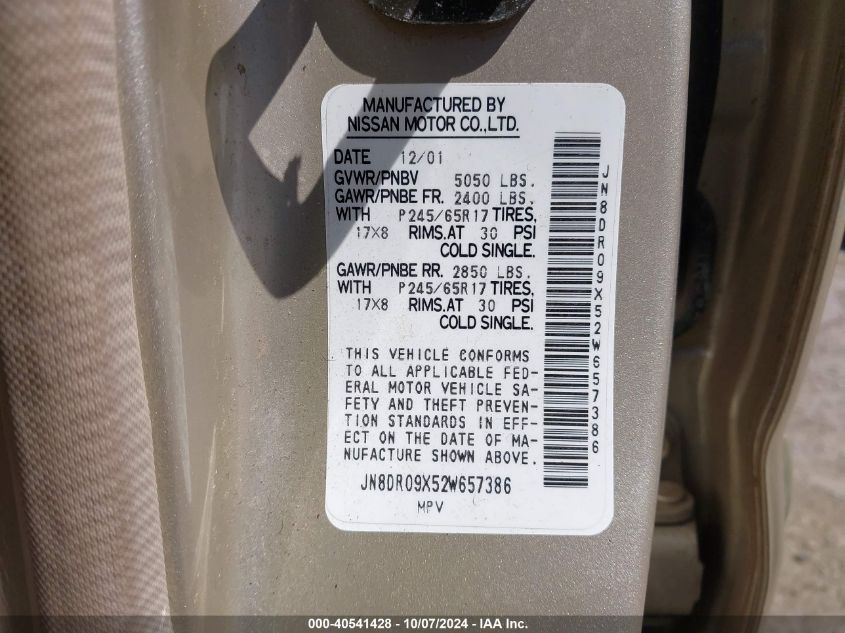 MANUFACTURED BY
NISSAN MOTOR CO.,LTD.
DATE 12/01
GVWR/PNBV 5050 LBS.
GAWR/PNBE FR. 2400 LBS.
WITH P245/65R17 TIRES,
17X8 RIMS.AT 30 PSI
COLD SINGLE.
GAWR/PNBE RR. 2850 LBS.
WITH P245/65R17 TIRES,
17X8 RIMS.AT 30 PSI
COLD SINGLE.
THIS VEHICLE CONFORMS
TO ALL APPLICABLE FED-
ERAL MOTOR VEHICLE SA-
FETY AND THEFT PREVEN-
TION STANDARDS IN EFF-
ECT ON THE DATE OF MA-
NUFACTURE SHOWN ABOVE.
JN8DR09X52W657386
MPV
JN8DR09X52W657386
000-40541428 - 10/07/2024 - IAA Inc.